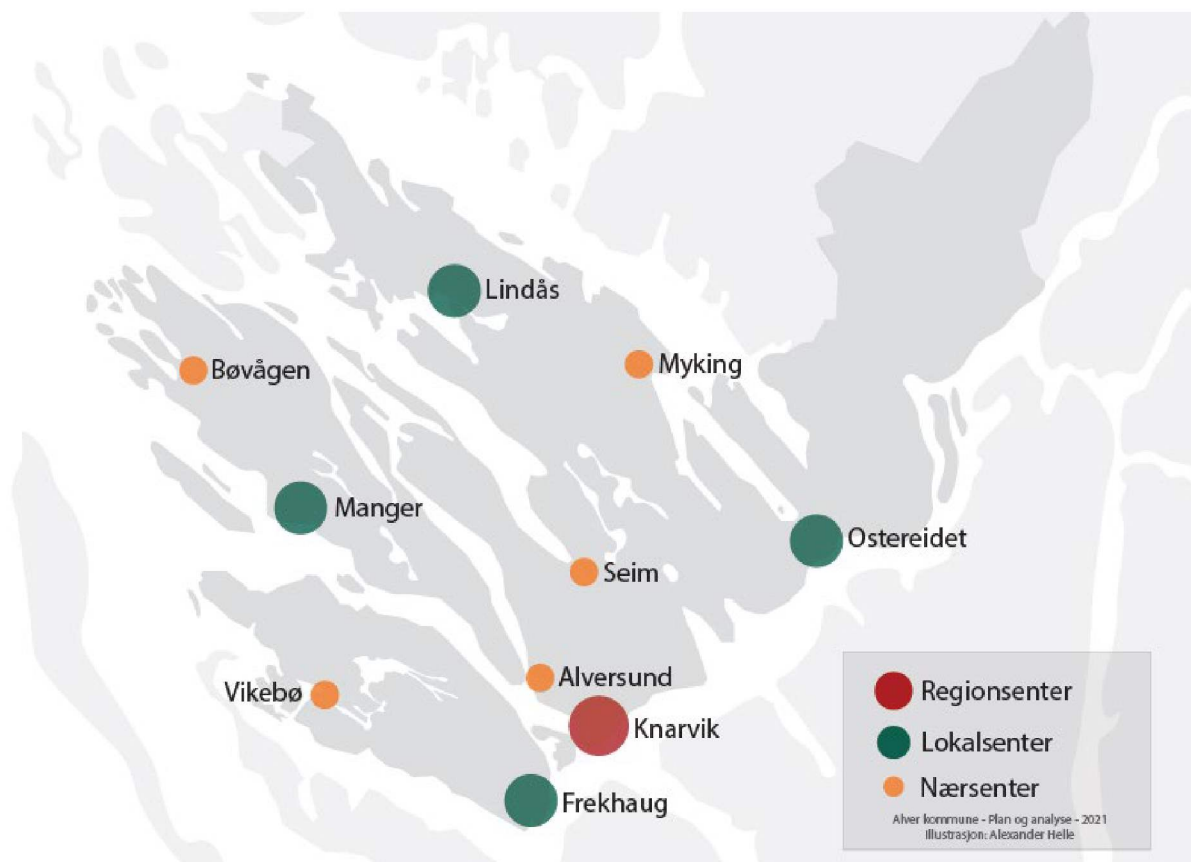 Lindås
Myking
Bøvågen
Manger
Ostereidet
Seim
Alversund
Vikebø
Knarvik
Frekhaug
Regionsenter
Lokalsenter
Nærsenter
Alver kommune - Plan og analyse - 2021
Illustrasjon: Alexander Helle